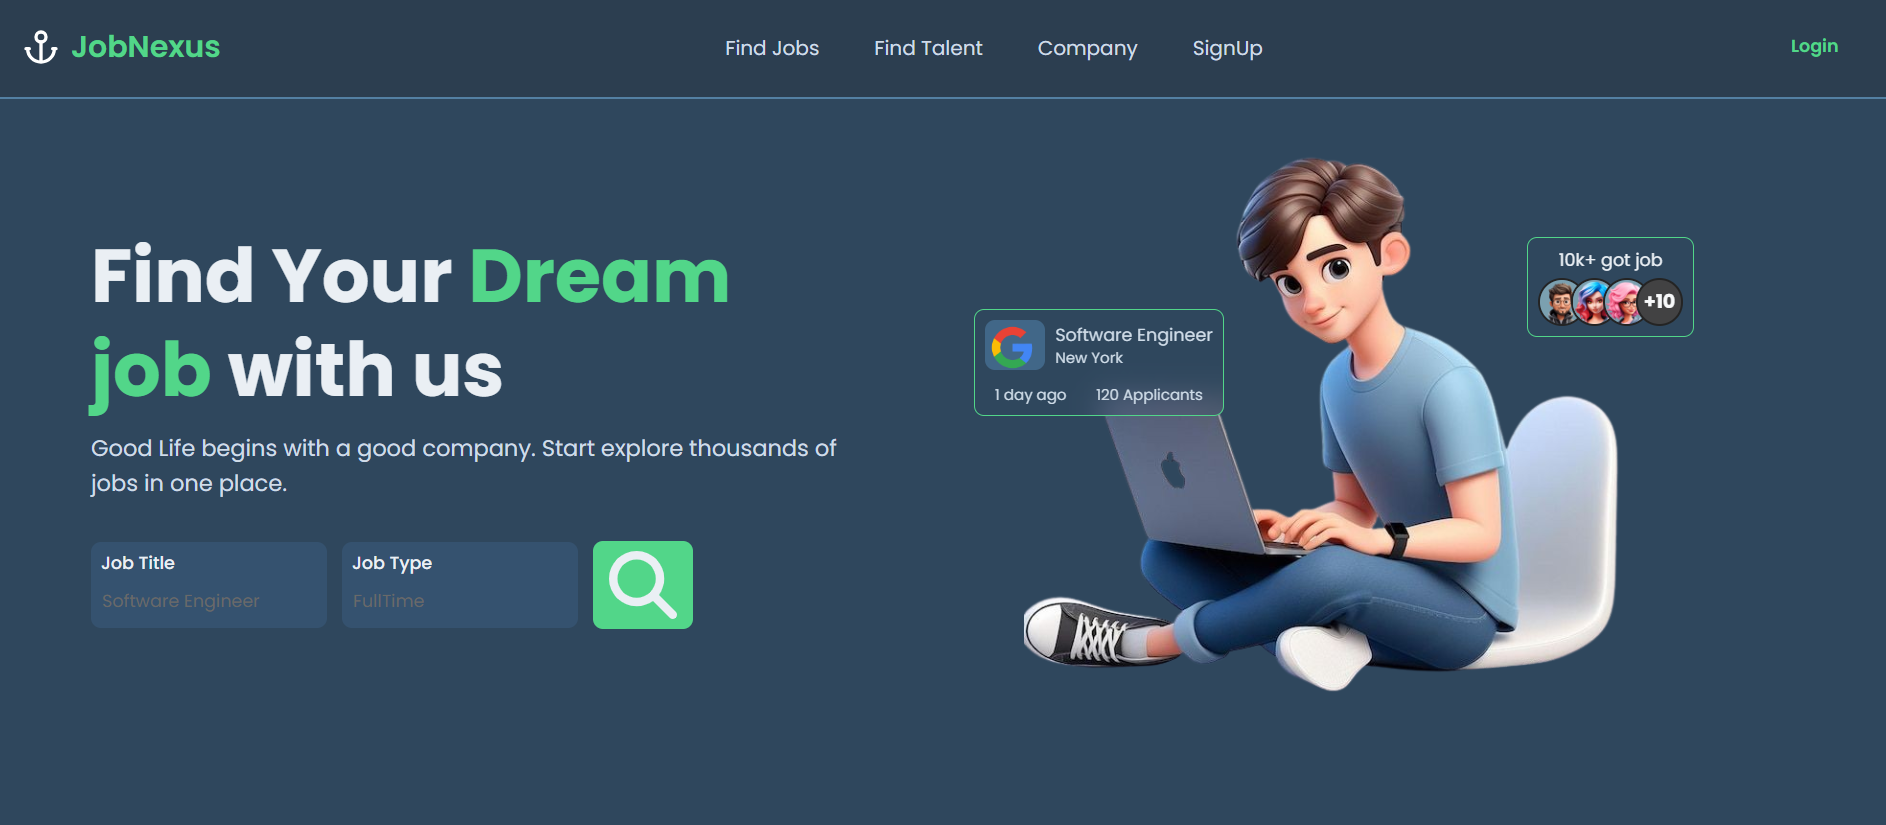 JobNexus
Find Jobs
Find Talent
Company
SignUp
Login
Find Your Dream
job with us
Good Life begins with a good company. Start explore thousands of
jobs in one place.
Job Title
Software Engineer
Job Type
FullTime
Software Engineer
New York
1 day ago
120 Applicants
10k+ got job
+10